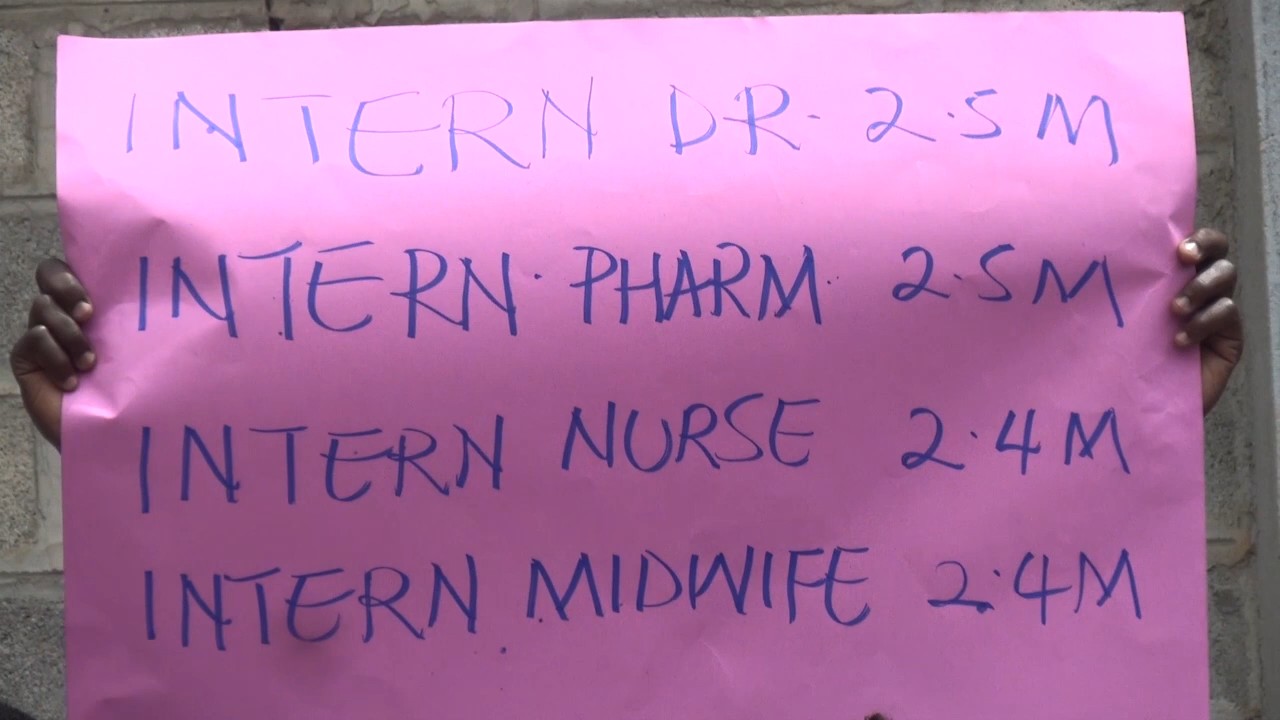 INTERN DR. 2.5M
INTERN. PHARM. 2.5M
INTERN NURSE 2.4M
INTERN MIDWIFE 2.4M